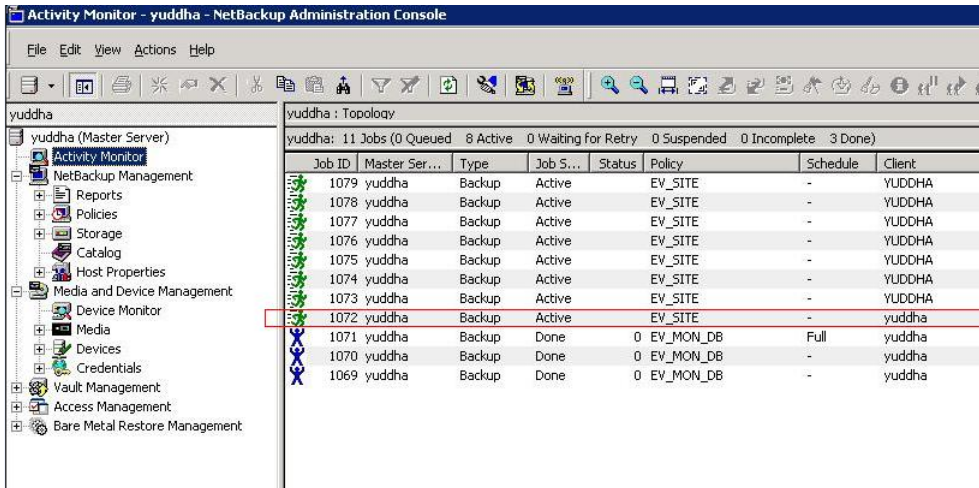 Activity Monitor - yuddha - NetBackup Administration Console
File Edit View Actions Help
yuddha
yuddha : Topology
yuddha (Master Server)
Activity Monitor
NetBackup Management
Reports
Policies
Storage
Catalog
Host Properties
Media and Device Management
Device Monitor
Media
Devices
Credentials
Vault Management
Access Management
Bare Metal Restore Management
yuddha: 11 Jobs (0 Queued 8 Active 0 Waiting for Retry 0 Suspended 0 Incomplete 3 Done)
Job ID Master Ser... Type Job S... Status Policy Schedule Client
1079 yuddha Backup Active EV_SITE - YUDDHA
1078 yuddha Backup Active EV_SITE - YUDDHA
1077 yuddha Backup Active EV_SITE - YUDDHA
1076 yuddha Backup Active EV_SITE - YUDDHA
1075 yuddha Backup Active EV_SITE - YUDDHA
1074 yuddha Backup Active EV_SITE - YUDDHA
1073 yuddha Backup Active EV_SITE - YUDDHA
1072 yuddha Backup Active EV_SITE - yuddha
1071 yuddha Backup Done 0 EV_MON_DB Full yuddha
1070 yuddha Backup Done 0 EV_MON_DB - yuddha
1069 yuddha Backup Done 0 EV_MON_DB - yuddha